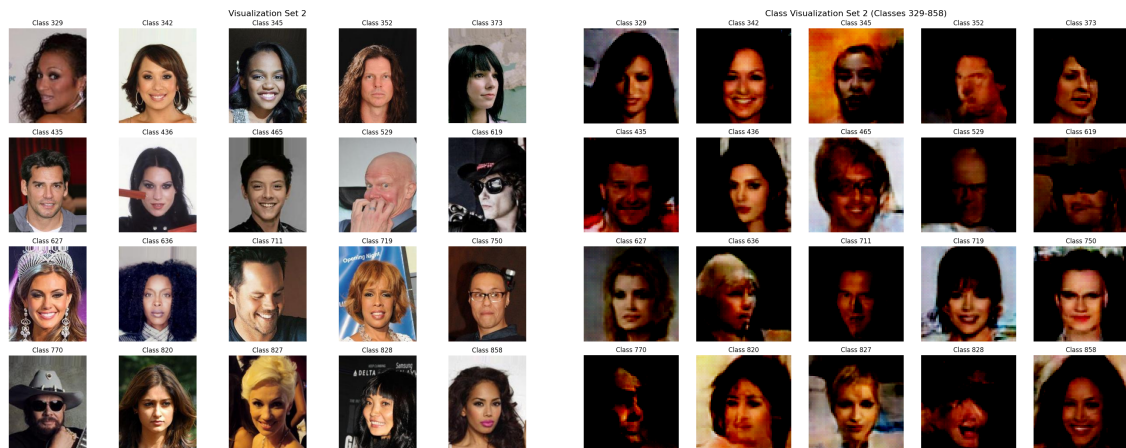 Visualization Set 2
Class 329 Class 342 Class 345 Class 352 Class 373
Class 435 Class 436 Class 465 Class 529 Class 619
Class 627 Class 636 Class 711 Class 719 Class 750
Opening Night
Class 770 Class 820 Class 827 Class 828 Class 858
DELTA
SAMSUNG
Class Visualization Set 2 (Classes 329-858)
Class 329 Class 342 Class 345 Class 352 Class 373
Class 435 Class 436 Class 465 Class 529 Class 619
Class 627 Class 636 Class 711 Class 719 Class 750
Class 770 Class 820 Class 827 Class 828 Class 858